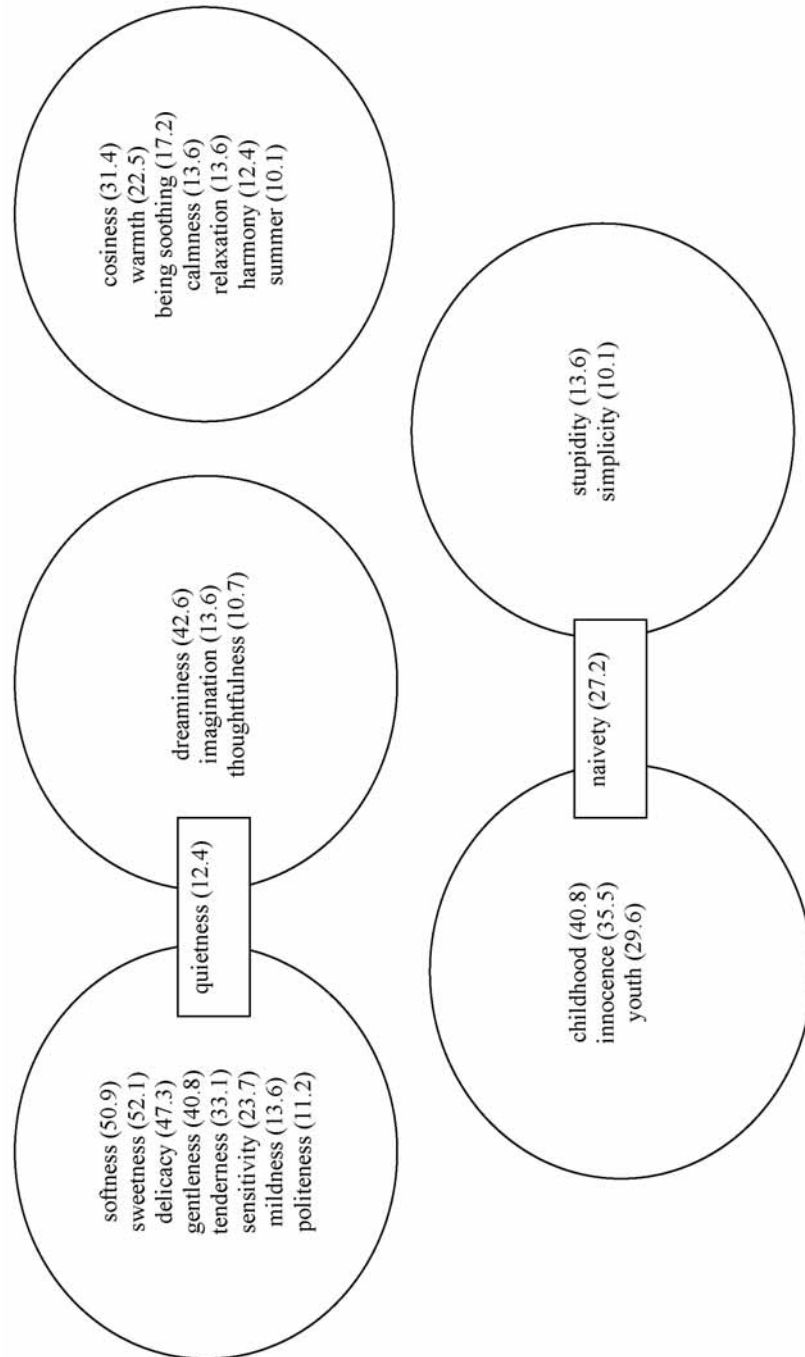 softness (50.9)
sweetness (52.1)
delicacy (47.3)
gentleness (40.8)
tenderness (33.1)
sensitivity (23.7)
mildness (13.6)
politeness (11.2)
quietness (12.4)
dreaminess (42.6)
imagination (13.6)
thoughtfulness (10.7)
cosiness (31.4)
warmth (22.5)
being soothing (17.2)
calmness (13.6)
relaxation (13.6)
harmony (12.4)
summer (10.1)
childhood (40.8)
innocence (35.5)
youth (29.6)
naivety (27.2)
stupidity (13.6)
simplicity (10.1)